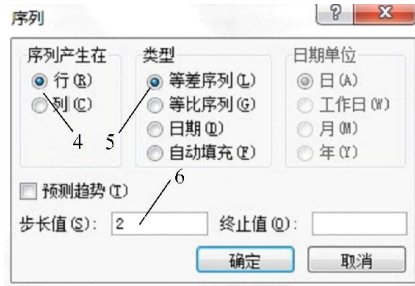 序列
序列产生在 类型 日期单位
行(R) 等差序列(L) 日(A)
列(C) 等比序列(G) 工作日(W)
4 5 日期(D) 月(M)
自动填充(F) 年(Y)
预测趋势(T) 6
步长值(S): 2 终止值(O):
确定 取消